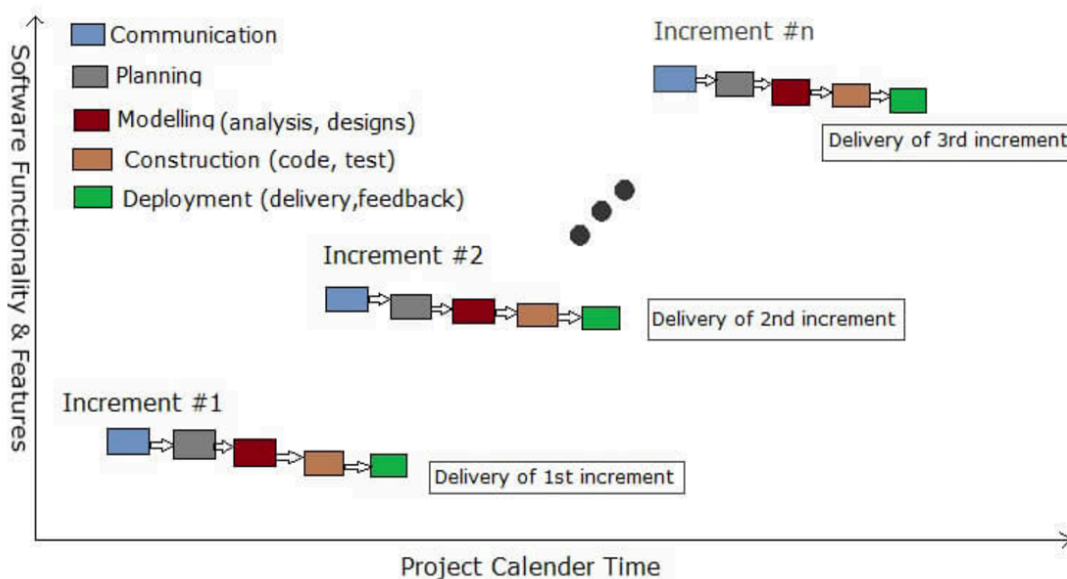 Software Functionality & Features
Communication
Planning
Modelling (analysis, designs)
Construction (code, test)
Deployment (delivery,feedback)
Increment #n
Delivery of 3rd increment
Increment #2
Delivery of 2nd increment
Increment #1
Delivery of 1st increment
Project Calender Time